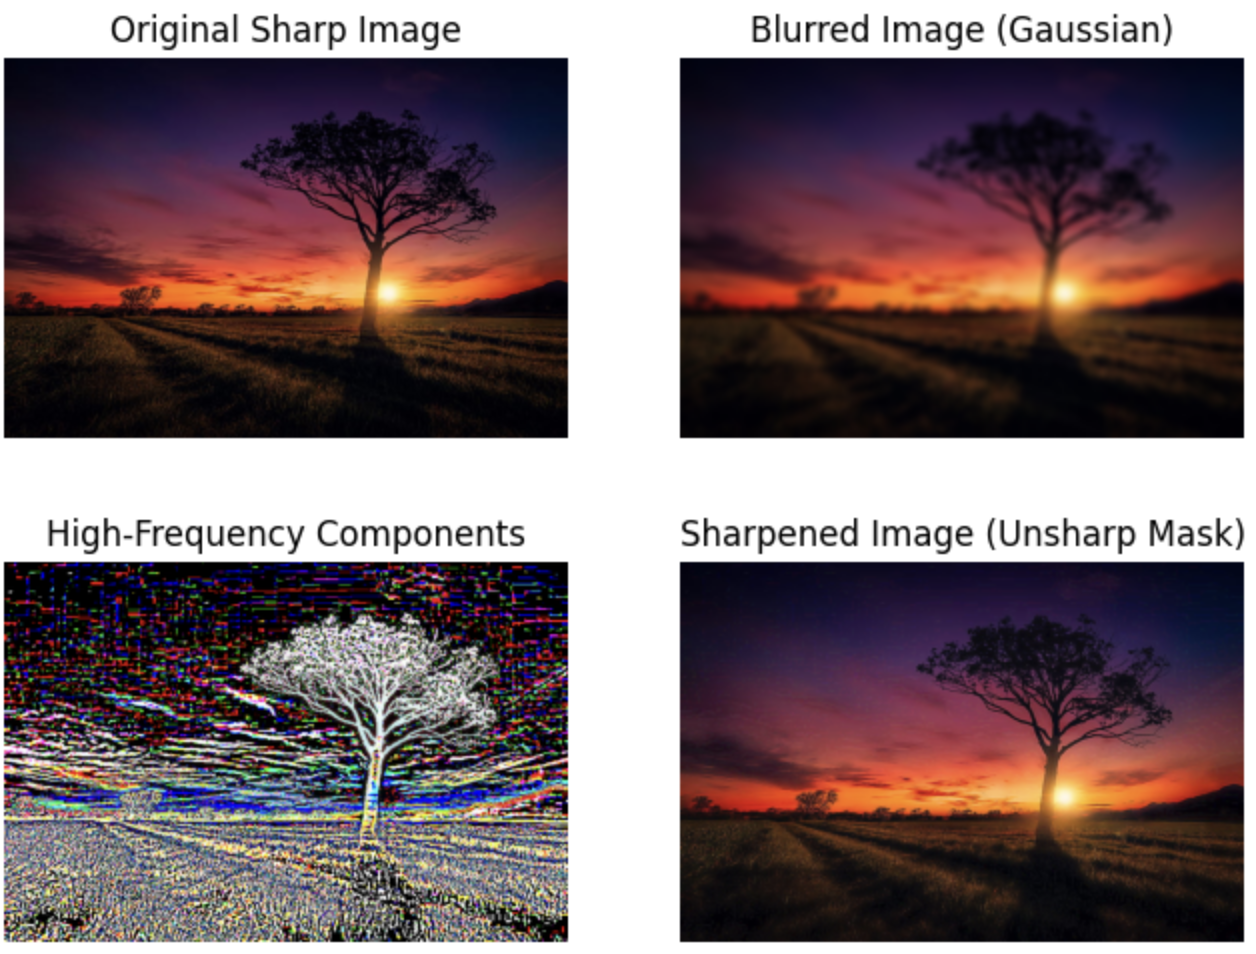 Original Sharp Image
Blurred Image (Gaussian)
High-Frequency Components
Sharpened Image (Unsharp Mask)